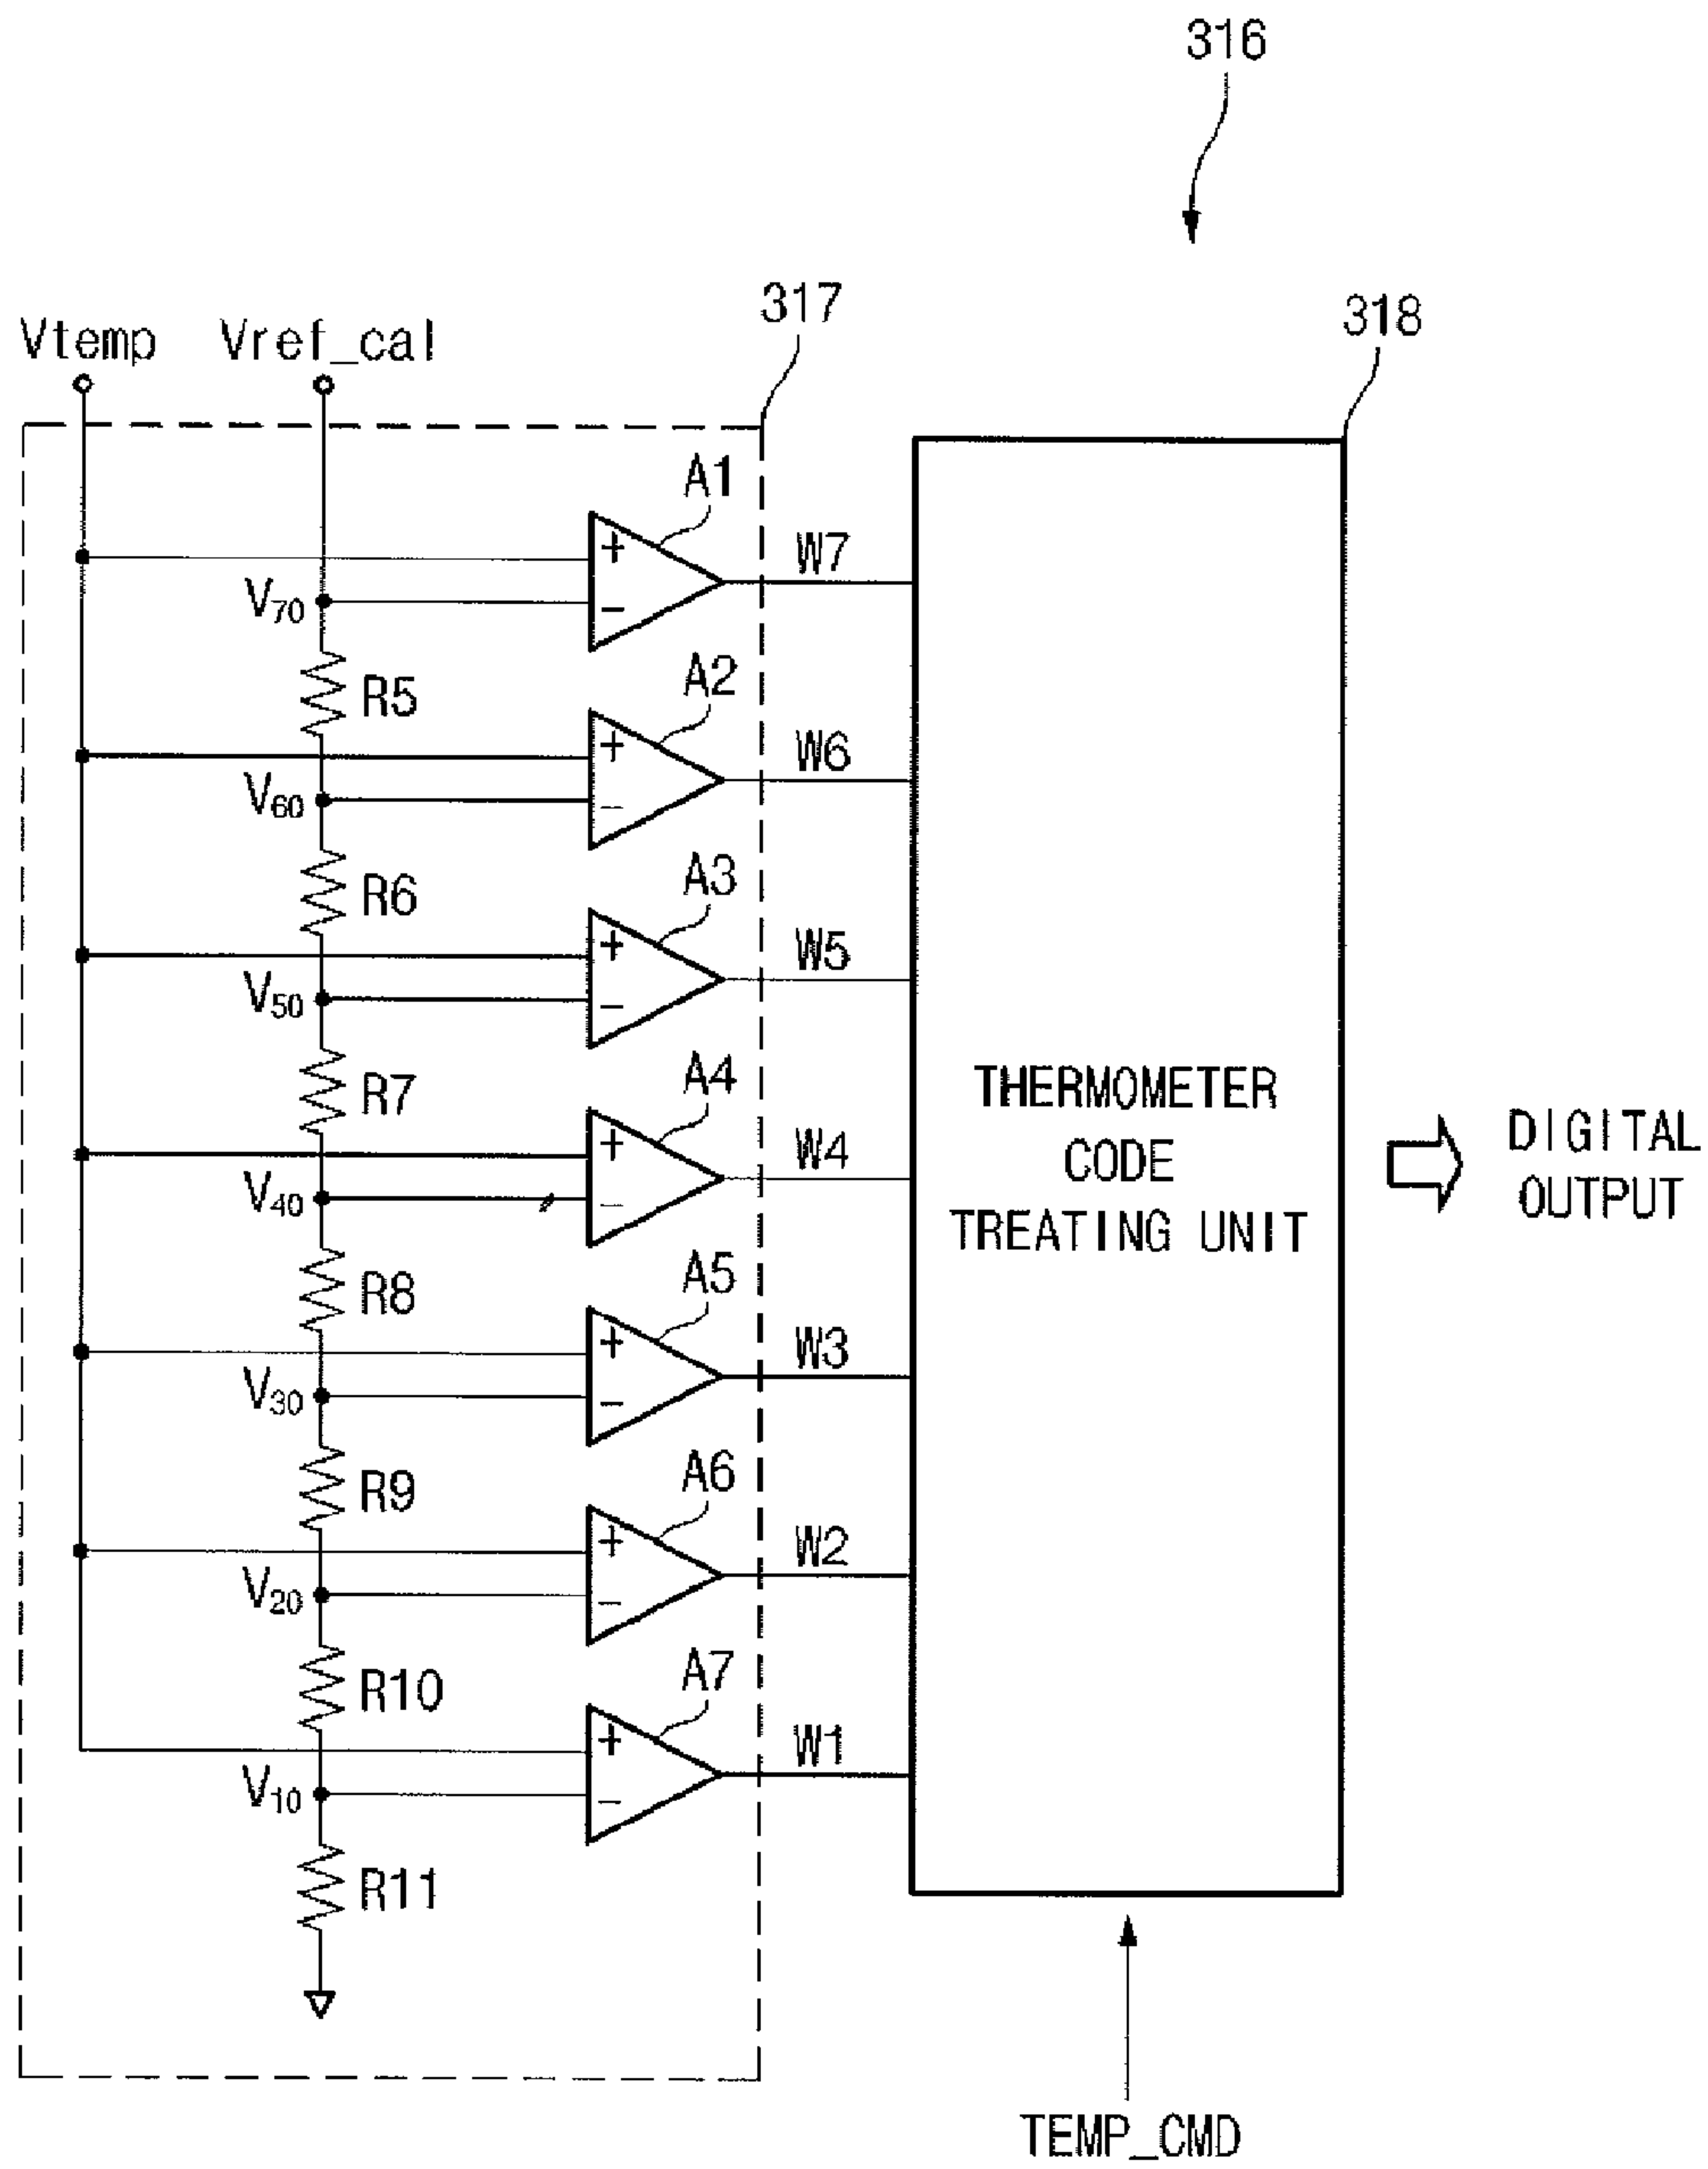 316
317
318
Vtemp
Vref_cal
A1
+
−
W7
V70
R5
A2
+
−
W6
V60
R6
A3
+
−
W5
V50
R7
A4
+
−
W4
V40
R8
A5
+
−
W3
V30
R9
A6
+
−
W2
V20
R10
A7
+
−
W1
V10
R11
THERMOMETER
CODE
TREATING UNIT
DIGITAL
OUTPUT
TEMP_CMD